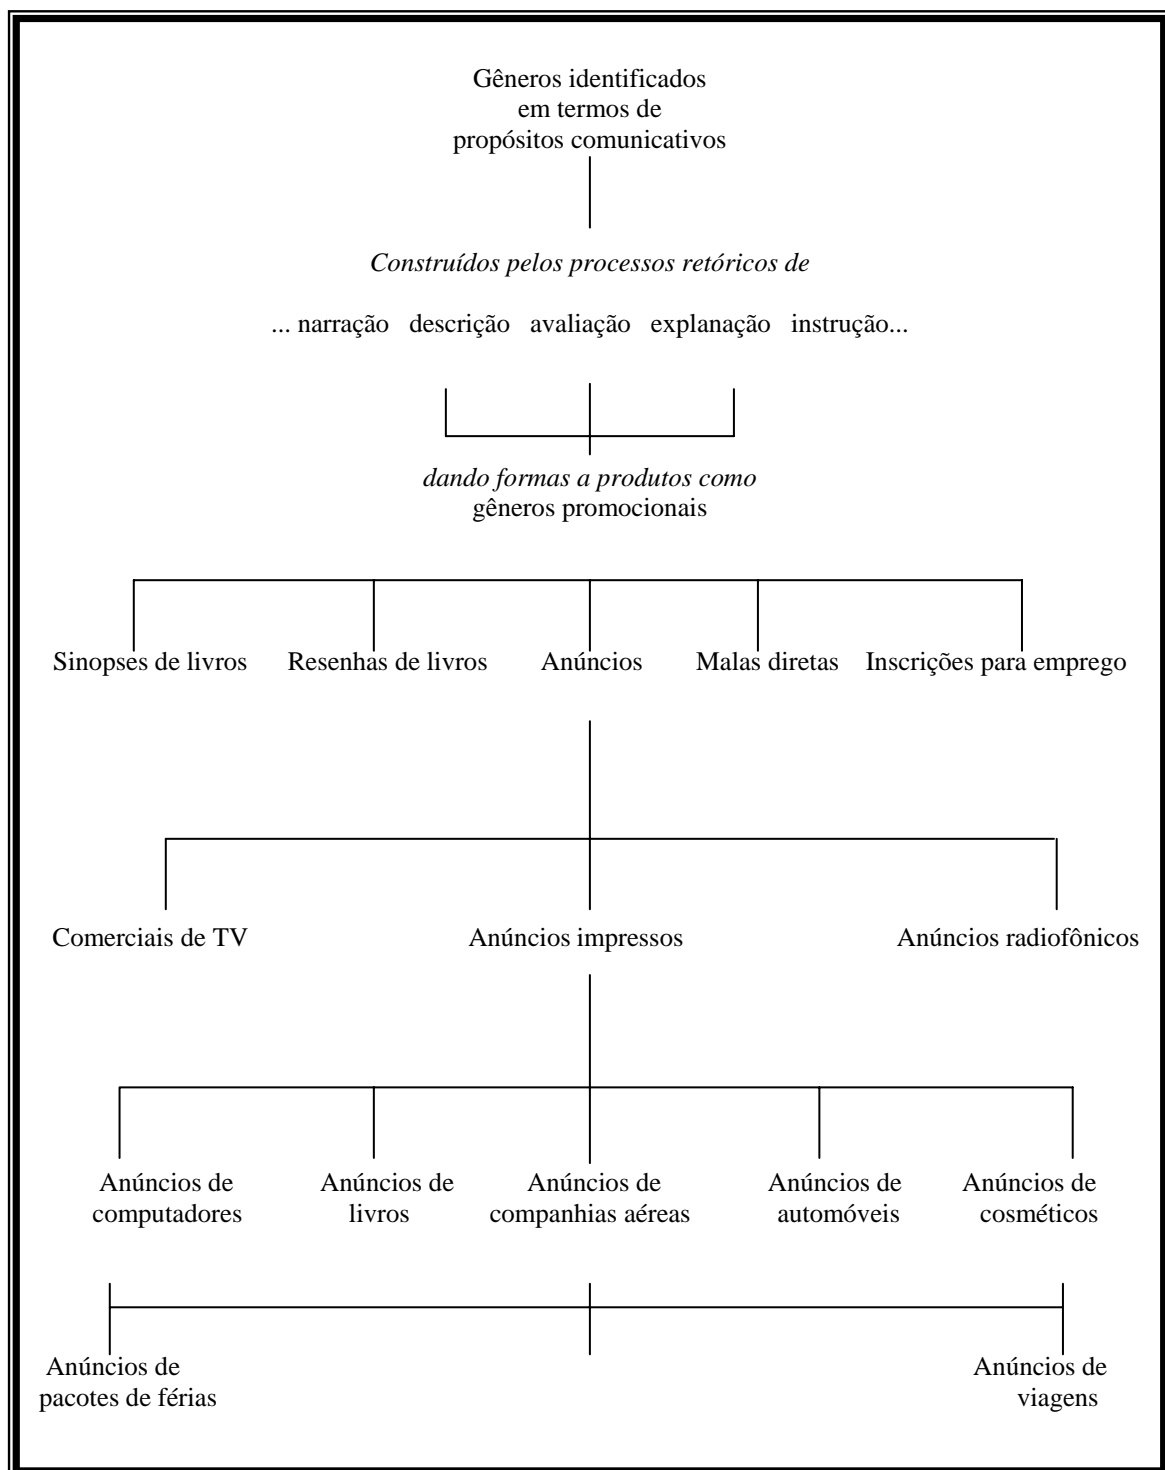 Gêneros identificados
em termos de
propósitos comunicativos
Construídos pelos processos retóricos de
... narração descrição avaliação explanação instrução...
dando formas a produtos como
gêneros promocionais
Sinopses de livros Resenhas de livros Anúncios Malas diretas Inscrições para emprego
Comerciais de TV Anúncios impressos Anúncios radiofônicos
Anúncios de Anúncios de Anúncios de Anúncios de Anúncios de
computadores livros companhias aéreas automóveis cosméticos
Anúncios de Anúncios de
pacotes de férias viagens